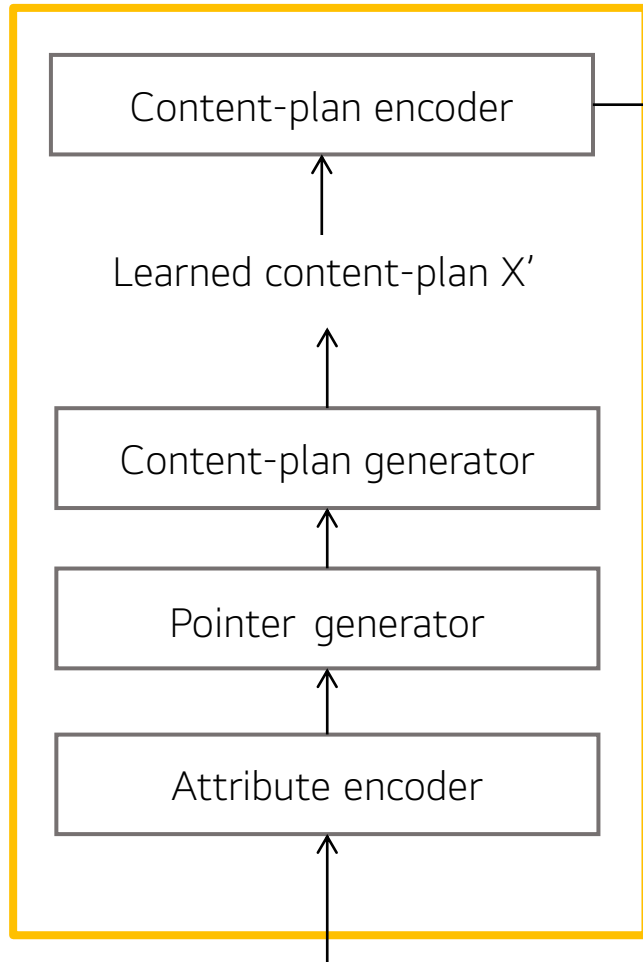 Content-plan encoder
Learned content-plan X’
Content-plan generator
Pointer generator
Attribute encoder